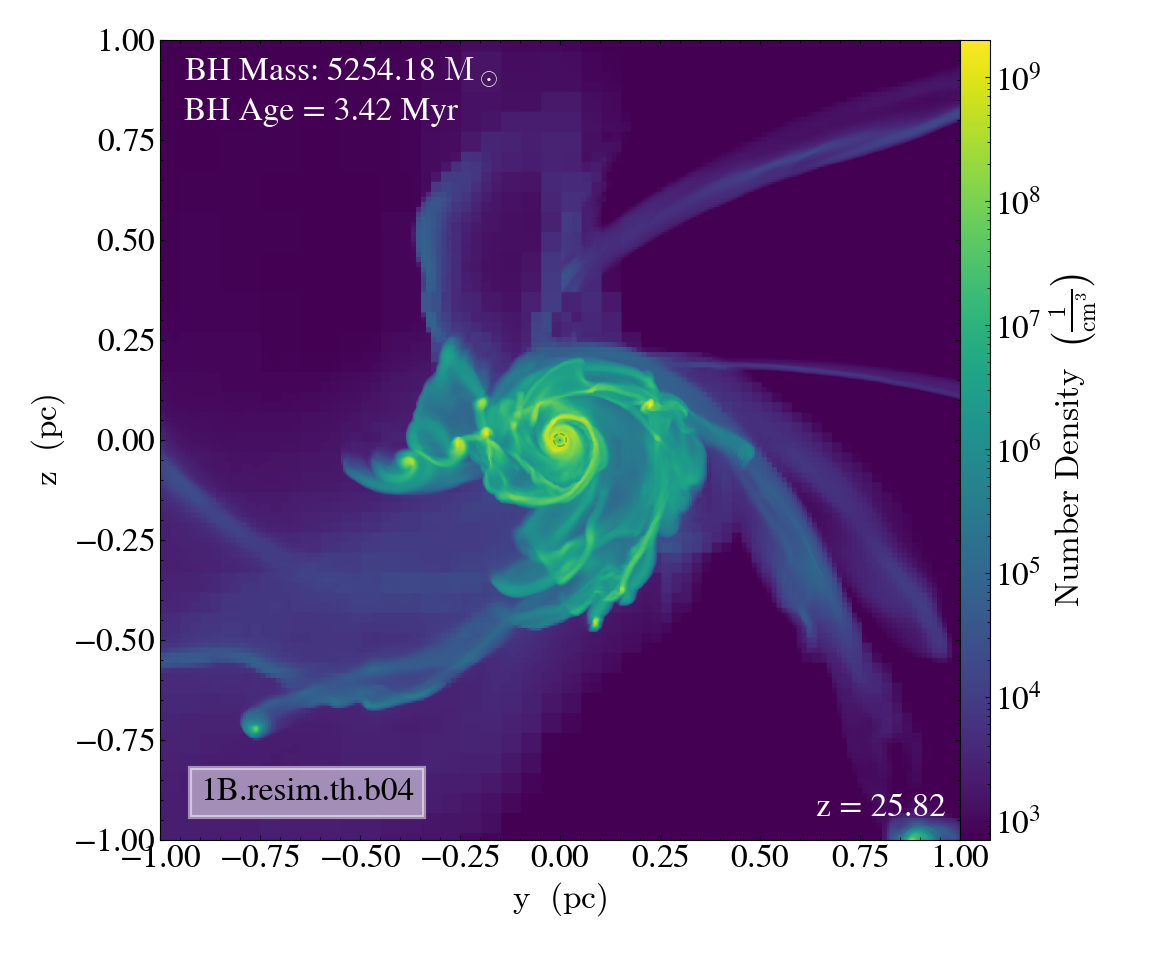 BH Mass: 5254.18 M☉
BH Age = 3.42 Myr
1B.resim.th.b04
z = 25.82
1.00
0.75
0.50
0.25
0.00
−0.25
−0.50
−0.75
−1.00
z (pc)
−1.00 −0.75 −0.50 −0.25 0.00 0.25 0.50 0.75 1.00
y (pc)
10⁹
10⁸
10⁷
10⁶
10⁵
10⁴
10³
Number Density (1/cm³)